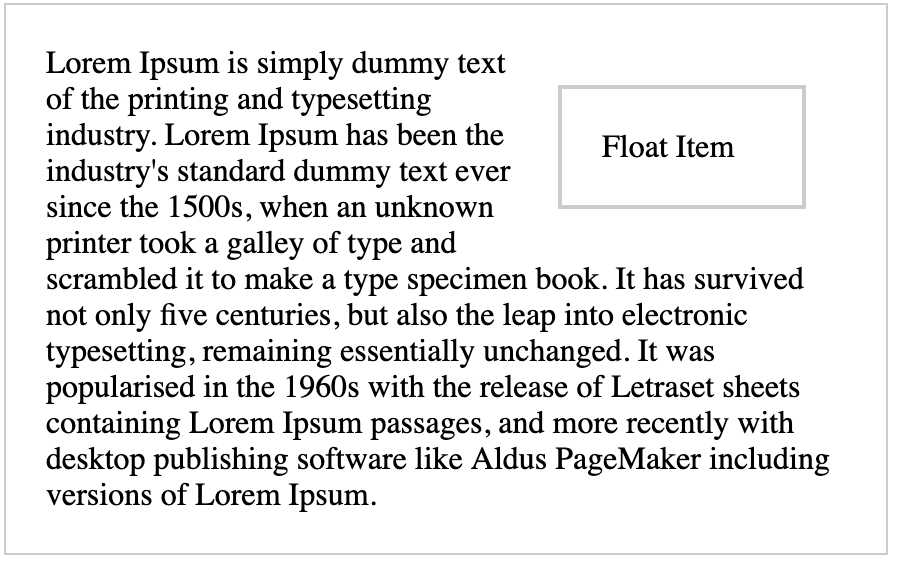 Lorem Ipsum is simply dummy text
of the printing and typesetting
industry. Lorem Ipsum has been the
industry's standard dummy text ever
since the 1500s, when an unknown
printer took a galley of type and
scrambled it to make a type specimen book. It has survived
not only five centuries, but also the leap into electronic
typesetting, remaining essentially unchanged. It was
popularised in the 1960s with the release of Letraset sheets
containing Lorem Ipsum passages, and more recently with
desktop publishing software like Aldus PageMaker including
versions of Lorem Ipsum.
Float Item